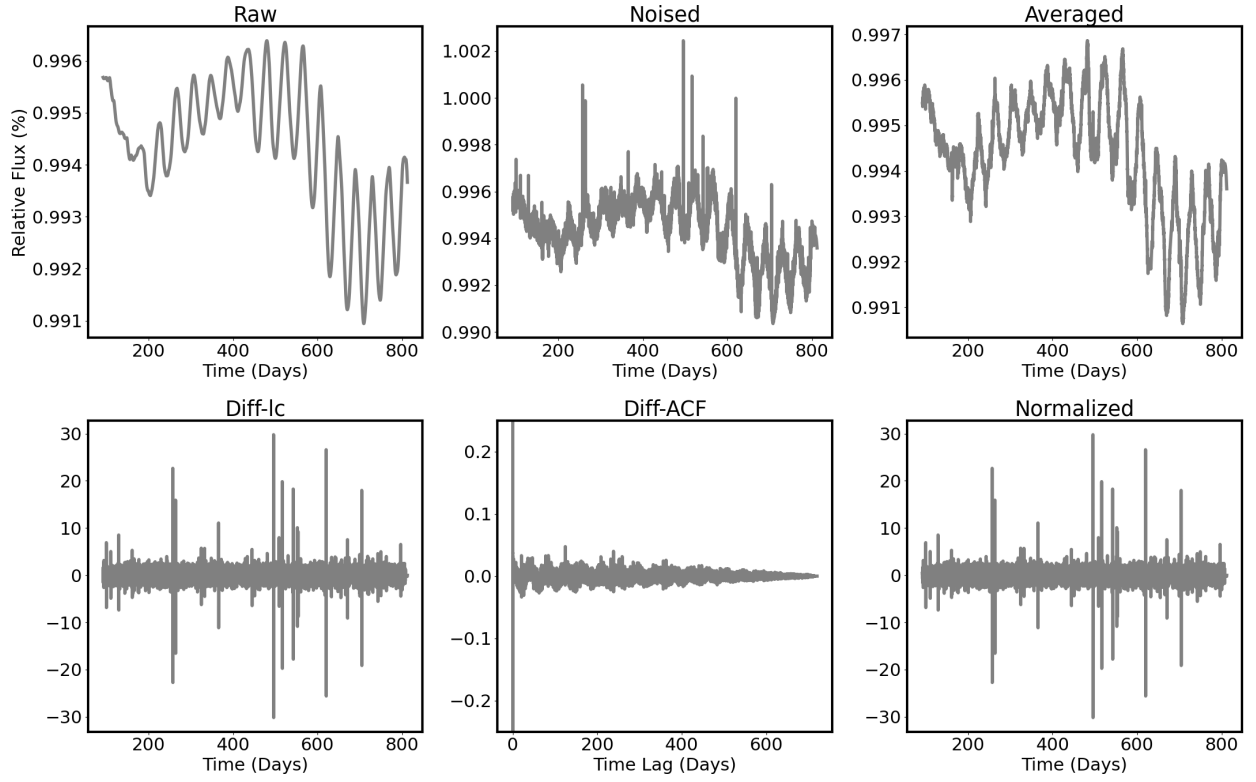 Raw
Noised
Averaged
Relative Flux (%)
0.996
0.995
0.994
0.993
0.992
0.991
200 400 600 800
Time (Days)
1.002
1.000
0.998
0.996
0.994
0.992
0.990
200 400 600 800
Time (Days)
0.997
0.996
0.995
0.994
0.993
0.992
0.991
200 400 600 800
Time (Days)
Diff-lc
Diff-ACF
Normalized
30
20
10
0
−10
−20
−30
200 400 600 800
Time (Days)
0.2
0.1
0.0
−0.1
−0.2
0 200 400 600
Time Lag (Days)
30
20
10
0
−10
−20
−30
200 400 600 800
Time (Days)